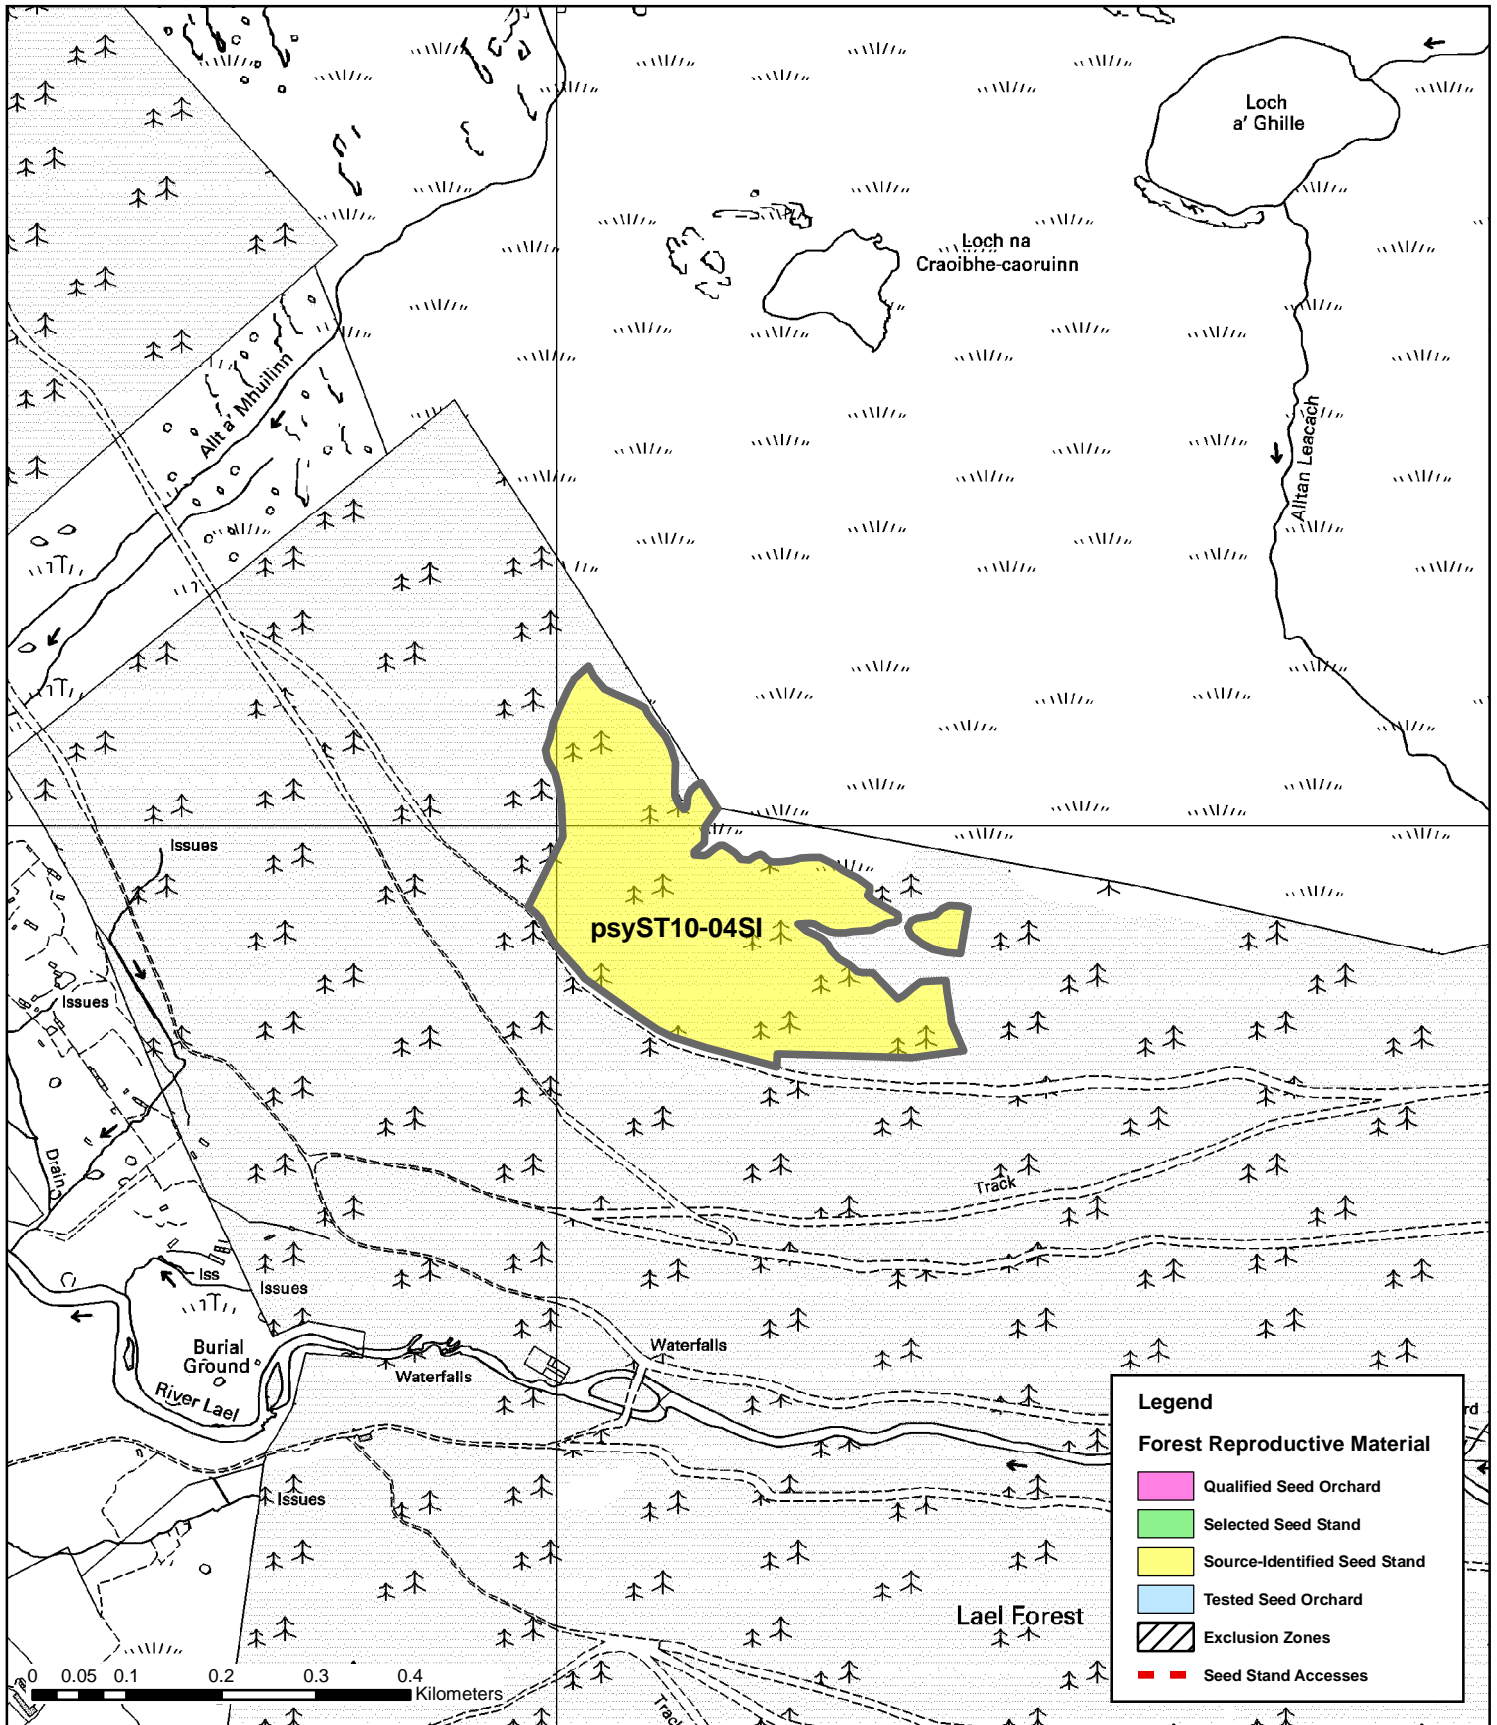 Loch
a' Ghille
Loch na
Craoibhe-caoruinn
Allt a' Mhuilinn
Alltan Leacach
Issues
psyST10-04SI
Issues
Drain
Track
Iss
Issues
Burial
Ground
Waterfalls
Waterfalls
River Lael
Issues
Lael Forest
Track
Legend
Forest Reproductive Material
Qualified Seed Orchard
Selected Seed Stand
Source-Identified Seed Stand
Tested Seed Orchard
Exclusion Zones
Seed Stand Accesses
0 0.05 0.1 0.2 0.3 0.4
Kilometers